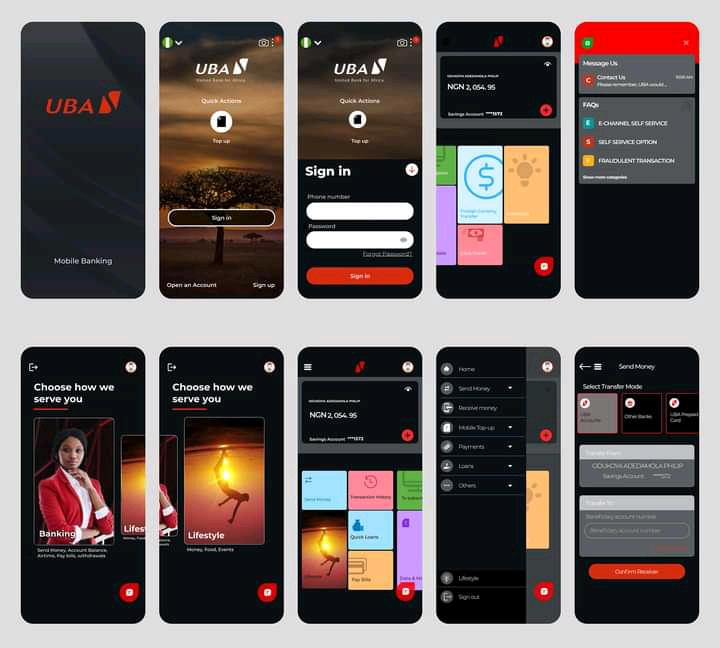 UBA
Mobile Banking
UBA
United Bank for Africa
Quick Actions
Top up
Sign in
Open an Account
Sign up
UBA
United Bank for Africa
Quick Actions
Top up
Sign in
Phone number
Password
Forgot Password?
Sign in
ODUKOYA ADEDAMOLA PHILIP
NGN 2, 054. 95
Savings Account ****1572
Foreign Currency
Transfer
Message Us
C
Contact Us
Please remember, UBA would...
FAQs
E
E-CHANNEL SELF SERVICE
S
SELF SERVICE OPTION
F
FRAUDULENT TRANSACTION
Show more categories
Choose how we
serve you
Banking
Send Money, Account Balance,
Airtime, Pay bills, withdrawals
Lifest
Money, Food,
Choose how we
serve you
Lifestyle
Money, Food, Events
ODUKOYA ADEDAMOLA PHILIP
NGN 2, 054. 95
Savings Account ****1572
Send Money
Transaction History
Quick Loans
Lifestyle
Pay Bills
Home
Send Money
Receive money
Mobile Top-up
Payments
Loans
Others
Lifestyle
Sign out
Send Money
Select Transfer Mode
UBA
Accounts
Other Banks
UBA Prepaid
Card
Transfer From
ODUKOYA ADEDAMOLA PHILIP
Savings Account ****572
Transfer To
Beneficiary account number
Beneficiary account number
Confirm Receiver